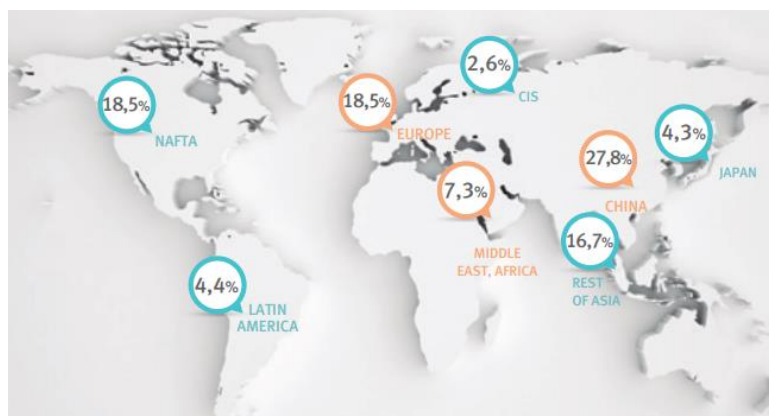 2,6%
CIS
18,5%
NAFTA
18,5%
EUROPE
4,3%
JAPAN
27,8%
CHINA
7,3%
MIDDLE
EAST, AFRICA
16,7%
REST
OF ASIA
4,4%
LATIN
AMERICA